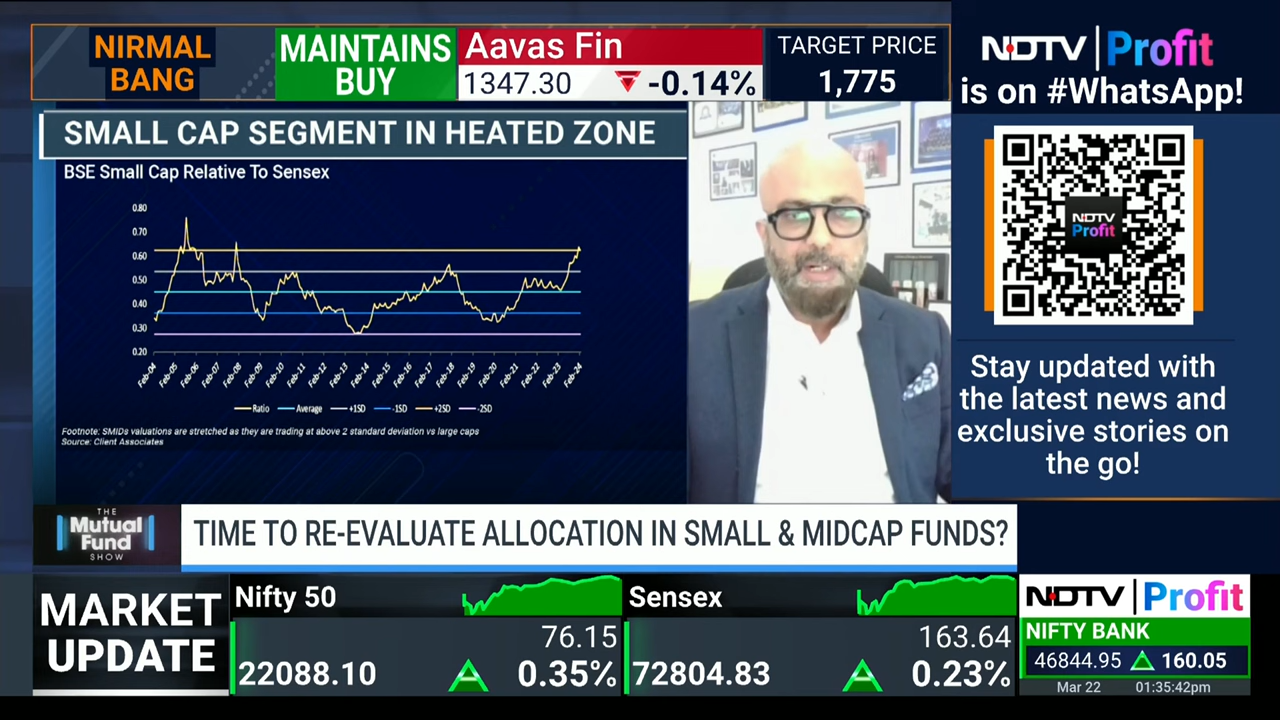 NIRMAL
BANG
MAINTAINS
BUY
Aavas Fin
1347.30 -0.14%
TARGET PRICE
1,775
NDTV Profit
is on #WhatsApp!
SMALL CAP SEGMENT IN HEATED ZONE
BSE Small Cap Relative To Sensex
0.80
0.70
0.60
0.50
0.40
0.30
0.20
Feb-04 Feb-05 Feb-06 Feb-07 Feb-08 Feb-09 Feb-10 Feb-11 Feb-12 Feb-13 Feb-14 Feb-15 Feb-16 Feb-17 Feb-18 Feb-19 Feb-20 Feb-21 Feb-22 Feb-23 Feb-24
Ratio Average +1SD -1SD +2SD -2SD
Footnote: SMIDs valuations are stretched as they are trading at above 2 standard deviation vs large caps
Source: Client Associates
NDTV
Profit
Stay updated with
the latest news and
exclusive stories on
the go!
THE
Mutual
Fund
SHOW
TIME TO RE-EVALUATE ALLOCATION IN SMALL & MIDCAP FUNDS?
MARKET
UPDATE
Nifty 50
76.15
22088.10 0.35%
Sensex
163.64
72804.83 0.23%
NDTV Profit
NIFTY BANK
46844.95 160.05
Mar 22 01:35:42pm